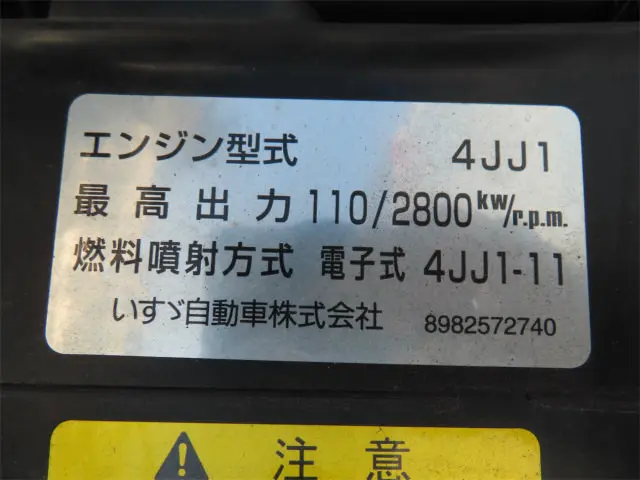 エンジン型式 4JJ1
最高出力 110/2800 kw/r.p.m.
燃料噴射方式 電子式 4JJ1-11
いすゞ自動車株式会社 8982572740
注意